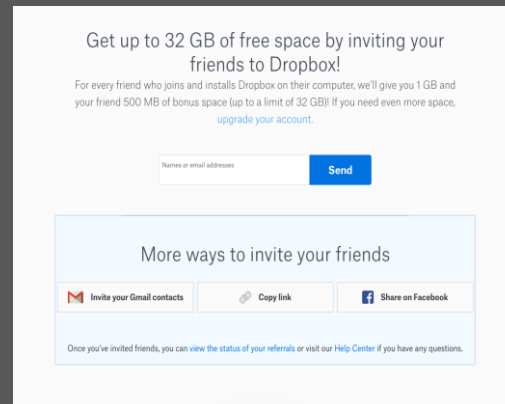 Get up to 32 GB of free space by inviting your
friends to Dropbox!
For every friend who joins and installs Dropbox on their computer, we'll give you 1 GB and
your friend 500 MB of bonus space (up to a limit of 32 GB)! If you need even more space,
upgrade your account.
Names or email addresses
Send
More ways to invite your friends
Invite your Gmail contacts
Copy link
Share on Facebook
Once you've invited friends, you can view the status of your referrals or visit our Help Center if you have any questions.